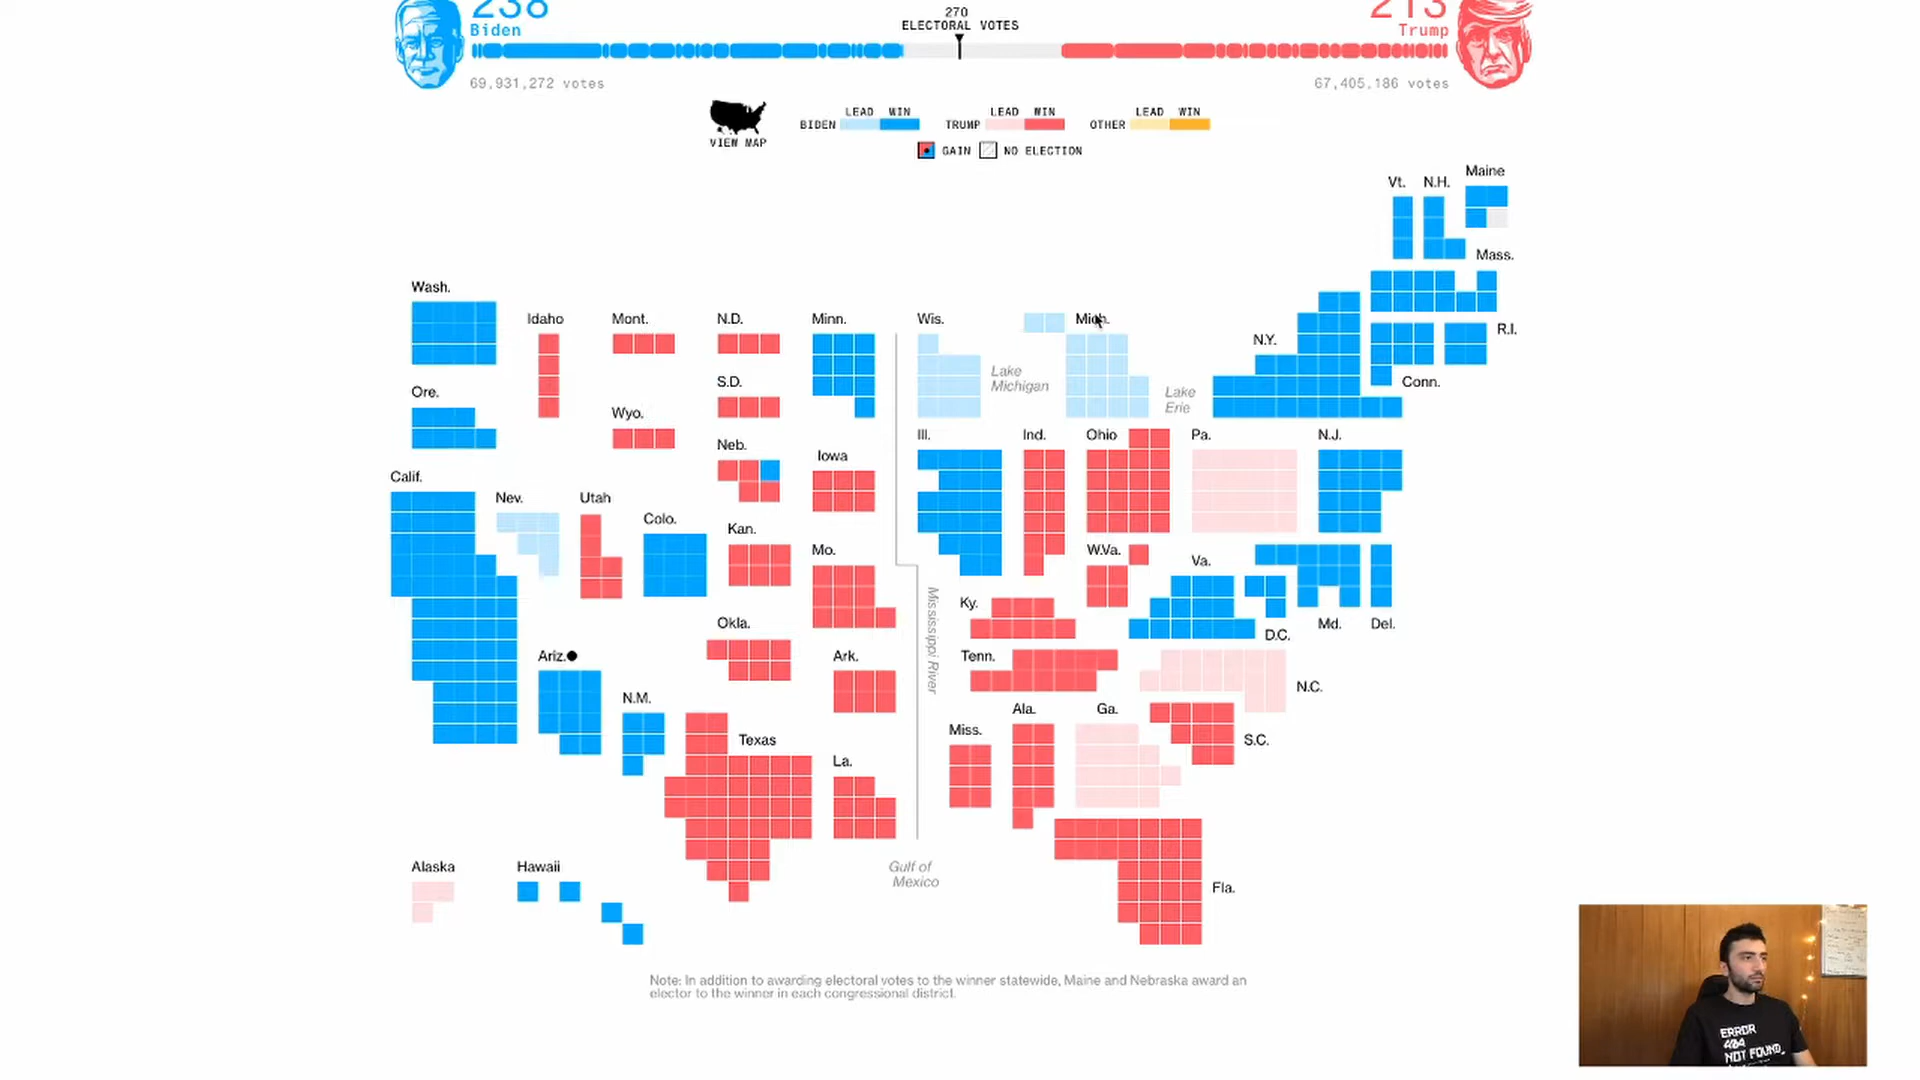 238
Biden
69,931,272 votes
270
ELECTORAL VOTES
213
Trump
67,405,186 votes
VIEW MAP
BIDEN LEAD WIN
TRUMP LEAD WIN
OTHER LEAD WIN
GAIN NO ELECTION
Vt. N.H. Maine
Mass.
Wash.
Idaho Mont. N.D. Minn. Wis. Mich.
R.I.
N.Y.
Lake
Michigan
S.D.
Conn.
Ore.
Lake
Erie
Wyo.
Neb.
Ill. Ind. Ohio Pa. N.J.
Iowa
Calif.
Nev. Utah
Colo.
Kan.
Mo.
W.Va.
Va.
Mississippi River
Ky.
Okla.
Md. Del.
D.C.
Ariz.
Ark.
Tenn.
N.C.
N.M.
Ala. Ga.
Miss.
Texas
S.C.
La.
Alaska Hawaii
Gulf of
Mexico
Fla.
Note: In addition to awarding electoral votes to the winner statewide, Maine and Nebraska award an
elector to the winner in each congressional district.
ERROR
404
NOT FOUND_